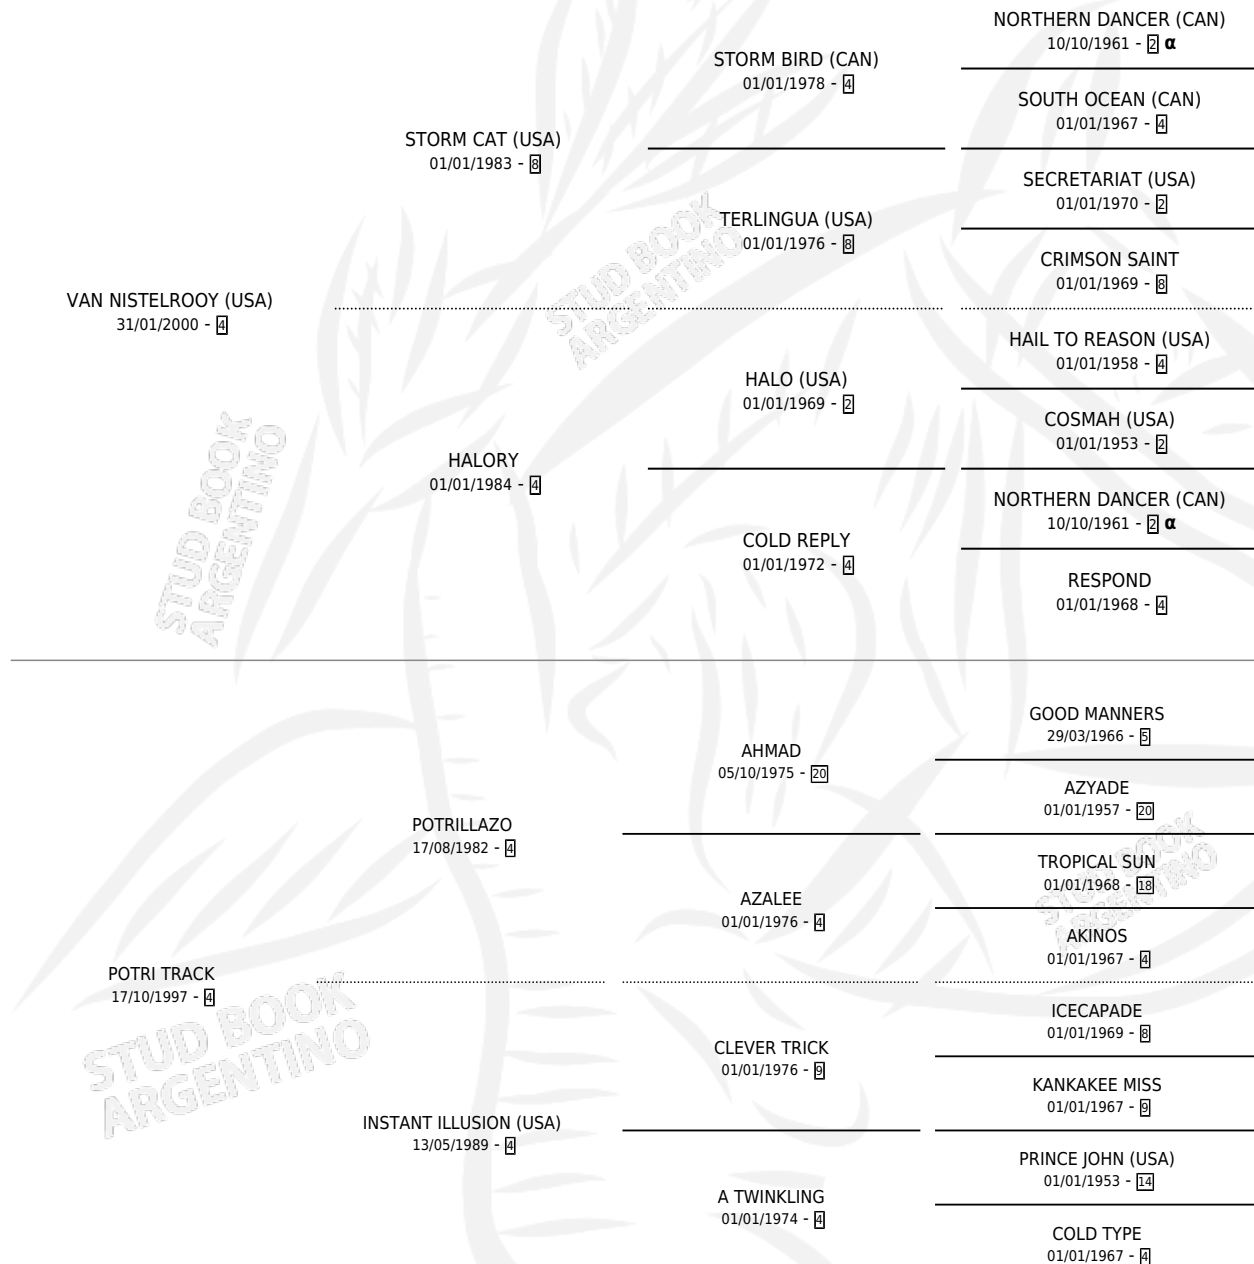 NORTHERN DANCER (CAN)
10/10/1961 - 2 α
STORM BIRD (CAN)
01/01/1978 - 4
SOUTH OCEAN (CAN)
01/01/1967 - 4
STORM CAT (USA)
01/01/1983 - 8
SECRETARIAT (USA)
01/01/1970 - 2
TERLINGUA (USA)
01/01/1976 - 8
STUD BOOK
ARGENTINO
CRIMSON SAINT
01/01/1969 - 8
VAN NISTELROOY (USA)
31/01/2000 - 4
HAIL TO REASON (USA)
01/01/1958 - 4
HALO (USA)
01/01/1969 - 2
COSMAH (USA)
01/01/1953 - 2
HALORY
01/01/1984 - 4
STUD BOOK
ARGENTINO
NORTHERN DANCER (CAN)
10/10/1961 - 2 α
COLD REPLY
01/01/1972 - 4
RESPOND
01/01/1968 - 4
GOOD MANNERS
29/03/1966 - 5
AHMAD
05/10/1975 - 20
AZYADE
01/01/1957 - 20
POTRILLAZO
17/08/1982 - 4
TROPICAL SUN
01/01/1968 - 18
STUD BOOK
ARGENTINO
AZALEE
01/01/1976 - 4
AKINOS
01/01/1967 - 4
POTRI TRACK
17/10/1997 - 4
STUD BOOK
ARGENTINO
ICECAPADE
01/01/1969 - 8
CLEVER TRICK
01/01/1976 - 9
KANKAKEE MISS
01/01/1967 - 9
INSTANT ILLUSION (USA)
13/05/1989 - 4
PRINCE JOHN (USA)
01/01/1953 - 14
A TWINKLING
01/01/1974 - 4
COLD TYPE
01/01/1967 - 4